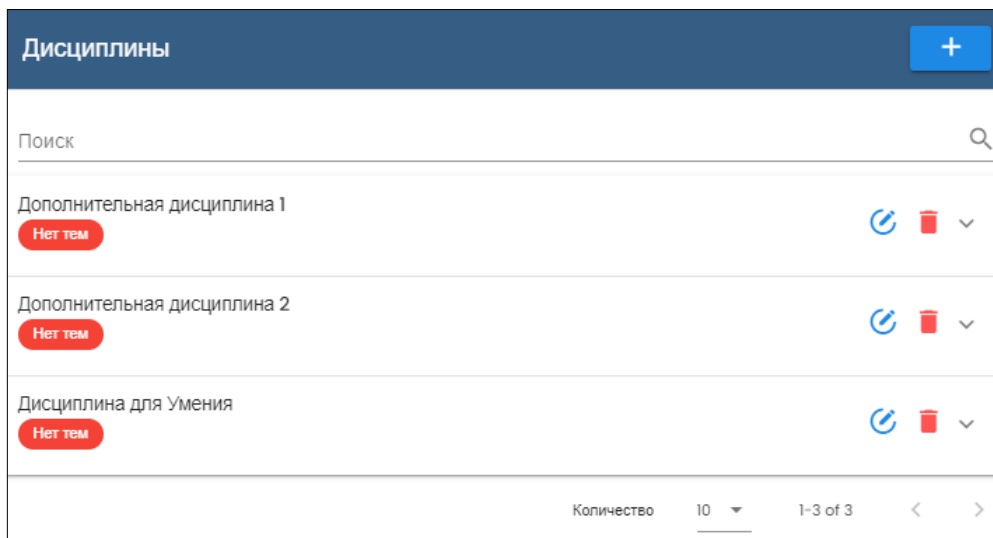 Дисциплины
+
Поиск
Дополнительная дисциплина 1
Нет тем
Дополнительная дисциплина 2
Нет тем
Дисциплина для Умения
Нет тем
Количество 10 1-3 of 3